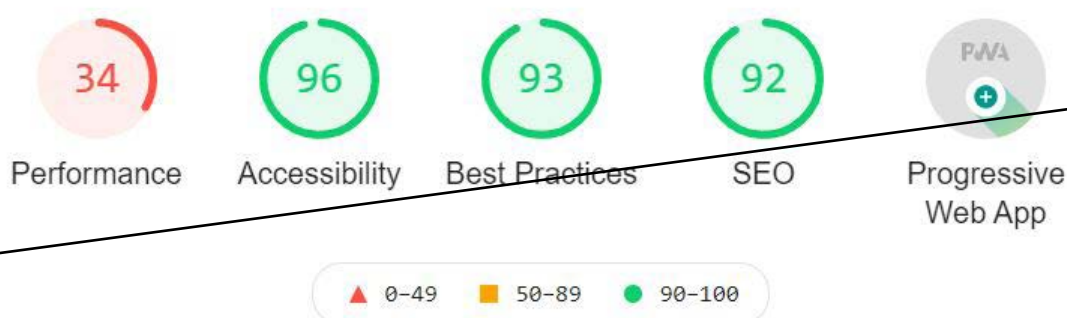 34 96 93 92 PWA
Performance Accessibility Best Practices SEO Progressive
Web App
0–49 50–89 90–100